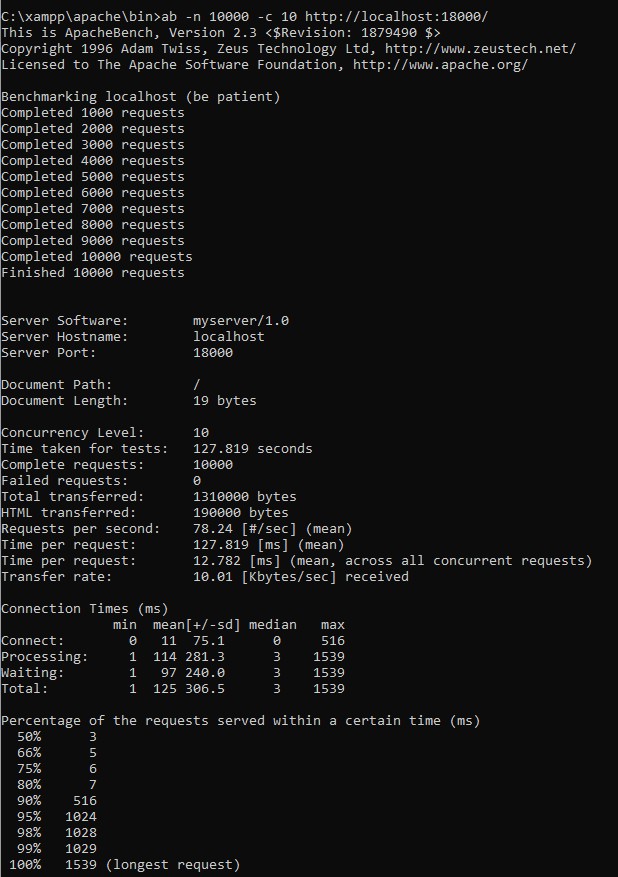 C:\xampp\apache\bin>ab -n 10000 -c 10 http://localhost:18000/
This is ApacheBench, Version 2.3 <$Revision: 1879490 $>
Copyright 1996 Adam Twiss, Zeus Technology Ltd, http://www.zeustech.net/
Licensed to The Apache Software Foundation, http://www.apache.org/

Benchmarking localhost (be patient)
Completed 1000 requests
Completed 2000 requests
Completed 3000 requests
Completed 4000 requests
Completed 5000 requests
Completed 6000 requests
Completed 7000 requests
Completed 8000 requests
Completed 9000 requests
Completed 10000 requests
Finished 10000 requests


Server Software:        myserver/1.0
Server Hostname:        localhost
Server Port:            18000

Document Path:          /
Document Length:        19 bytes

Concurrency Level:      10
Time taken for tests:   127.819 seconds
Complete requests:      10000
Failed requests:        0
Total transferred:      1310000 bytes
HTML transferred:       190000 bytes
Requests per second:    78.24 [#/sec] (mean)
Time per request:       127.819 [ms] (mean)
Time per request:       12.782 [ms] (mean, across all concurrent requests)
Transfer rate:          10.01 [Kbytes/sec] received

Connection Times (ms)
              min  mean[+/-sd] median   max
Connect:        0   11  75.1      0     516
Processing:     1  114 281.3      3    1539
Waiting:        1   97 240.0      3    1539
Total:          1  125 306.5      3    1539

Percentage of the requests served within a certain time (ms)
  50%      3
  66%      5
  75%      6
  80%      7
  90%    516
  95%   1024
  98%   1028
  99%   1029
 100%   1539 (longest request)